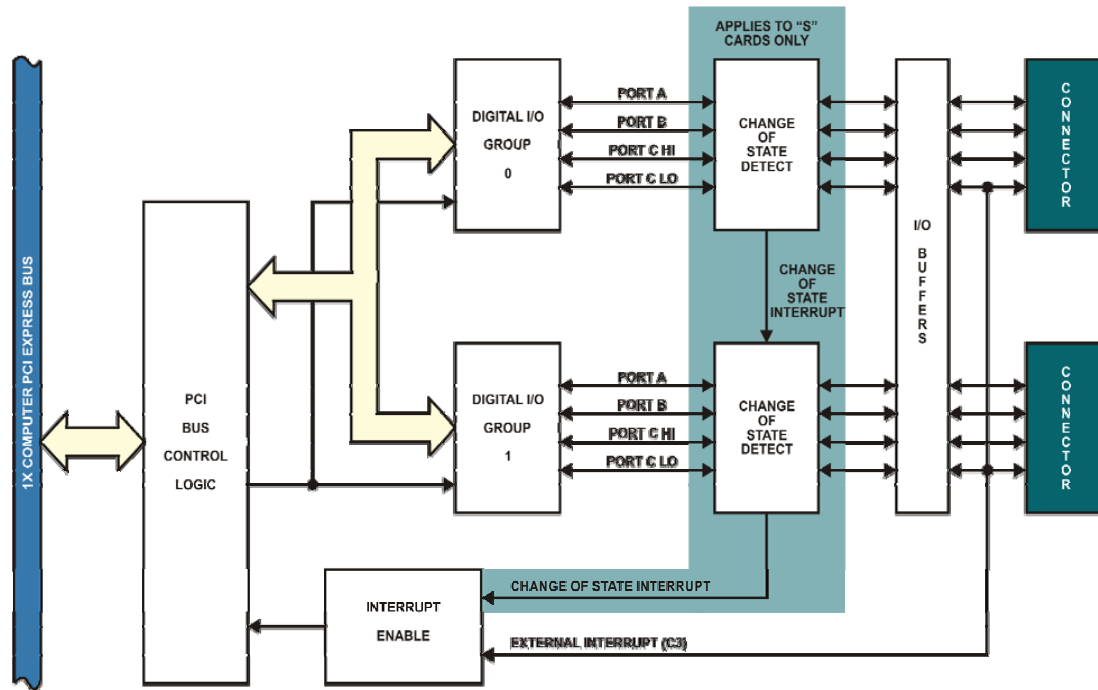 1X COMPUTER PCI EXPRESS BUS
PCI
BUS
CONTROL
LOGIC
DIGITAL I/O
GROUP
0
PORT A
PORT B
PORT C HI
PORT C LO
APPLIES TO “S”
CARDS ONLY
CHANGE
OF
STATE
DETECT
CHANGE
OF
STATE
INTERRUPT
I/O
BUFFERS
CONNECTOR
DIGITAL I/O
GROUP
1
PORT A
PORT B
PORT C HI
PORT C LO
CHANGE
OF
STATE
DETECT
CONNECTOR
INTERRUPT
ENABLE
CHANGE OF STATE INTERRUPT
EXTERNAL INTERRUPT (C3)